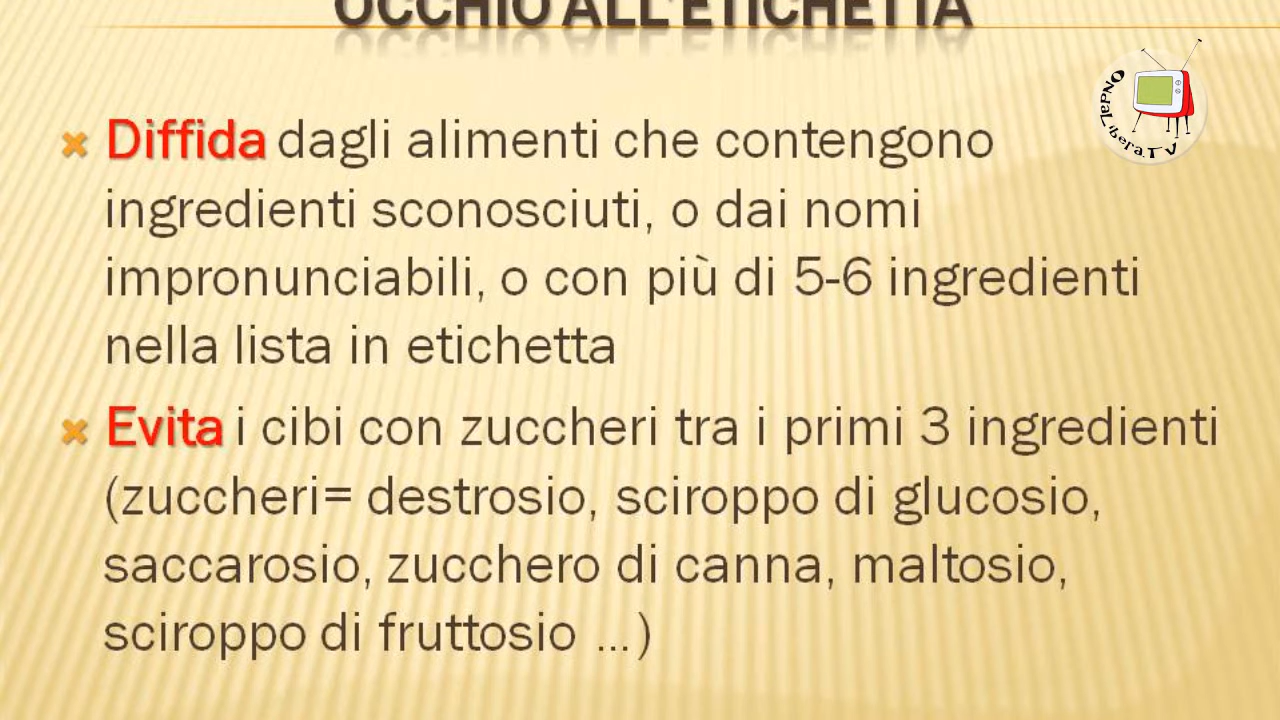 OCCHIO ALL'ETICHETTA
Diffida dagli alimenti che contengono
ingredienti sconosciuti, o dai nomi
impronunciabili, o con più di 5-6 ingredienti
nella lista in etichetta
Evita i cibi con zuccheri tra i primi 3 ingredienti
(zuccheri= destrosio, sciroppo di glucosio,
saccarosio, zucchero di canna, maltosio,
sciroppo di fruttosio ...)